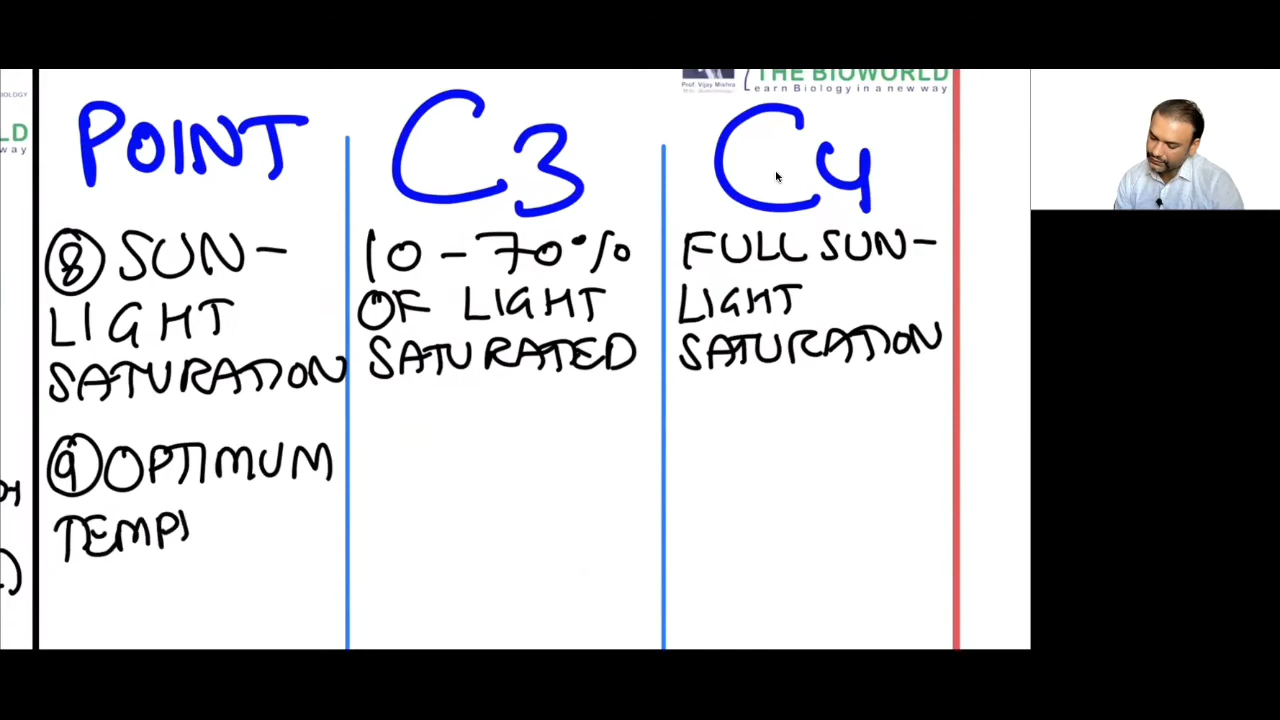 THE BIOWORLD
Prof. Vijay Mishra
Learn Biology in a new way
POINT C3 C4
8 SUN-
LIGHT
SATURATION
10-70%
OF LIGHT
SATURATED
FULL SUN-
LIGHT
SATURATION
9 OPTIMUM
TEMP